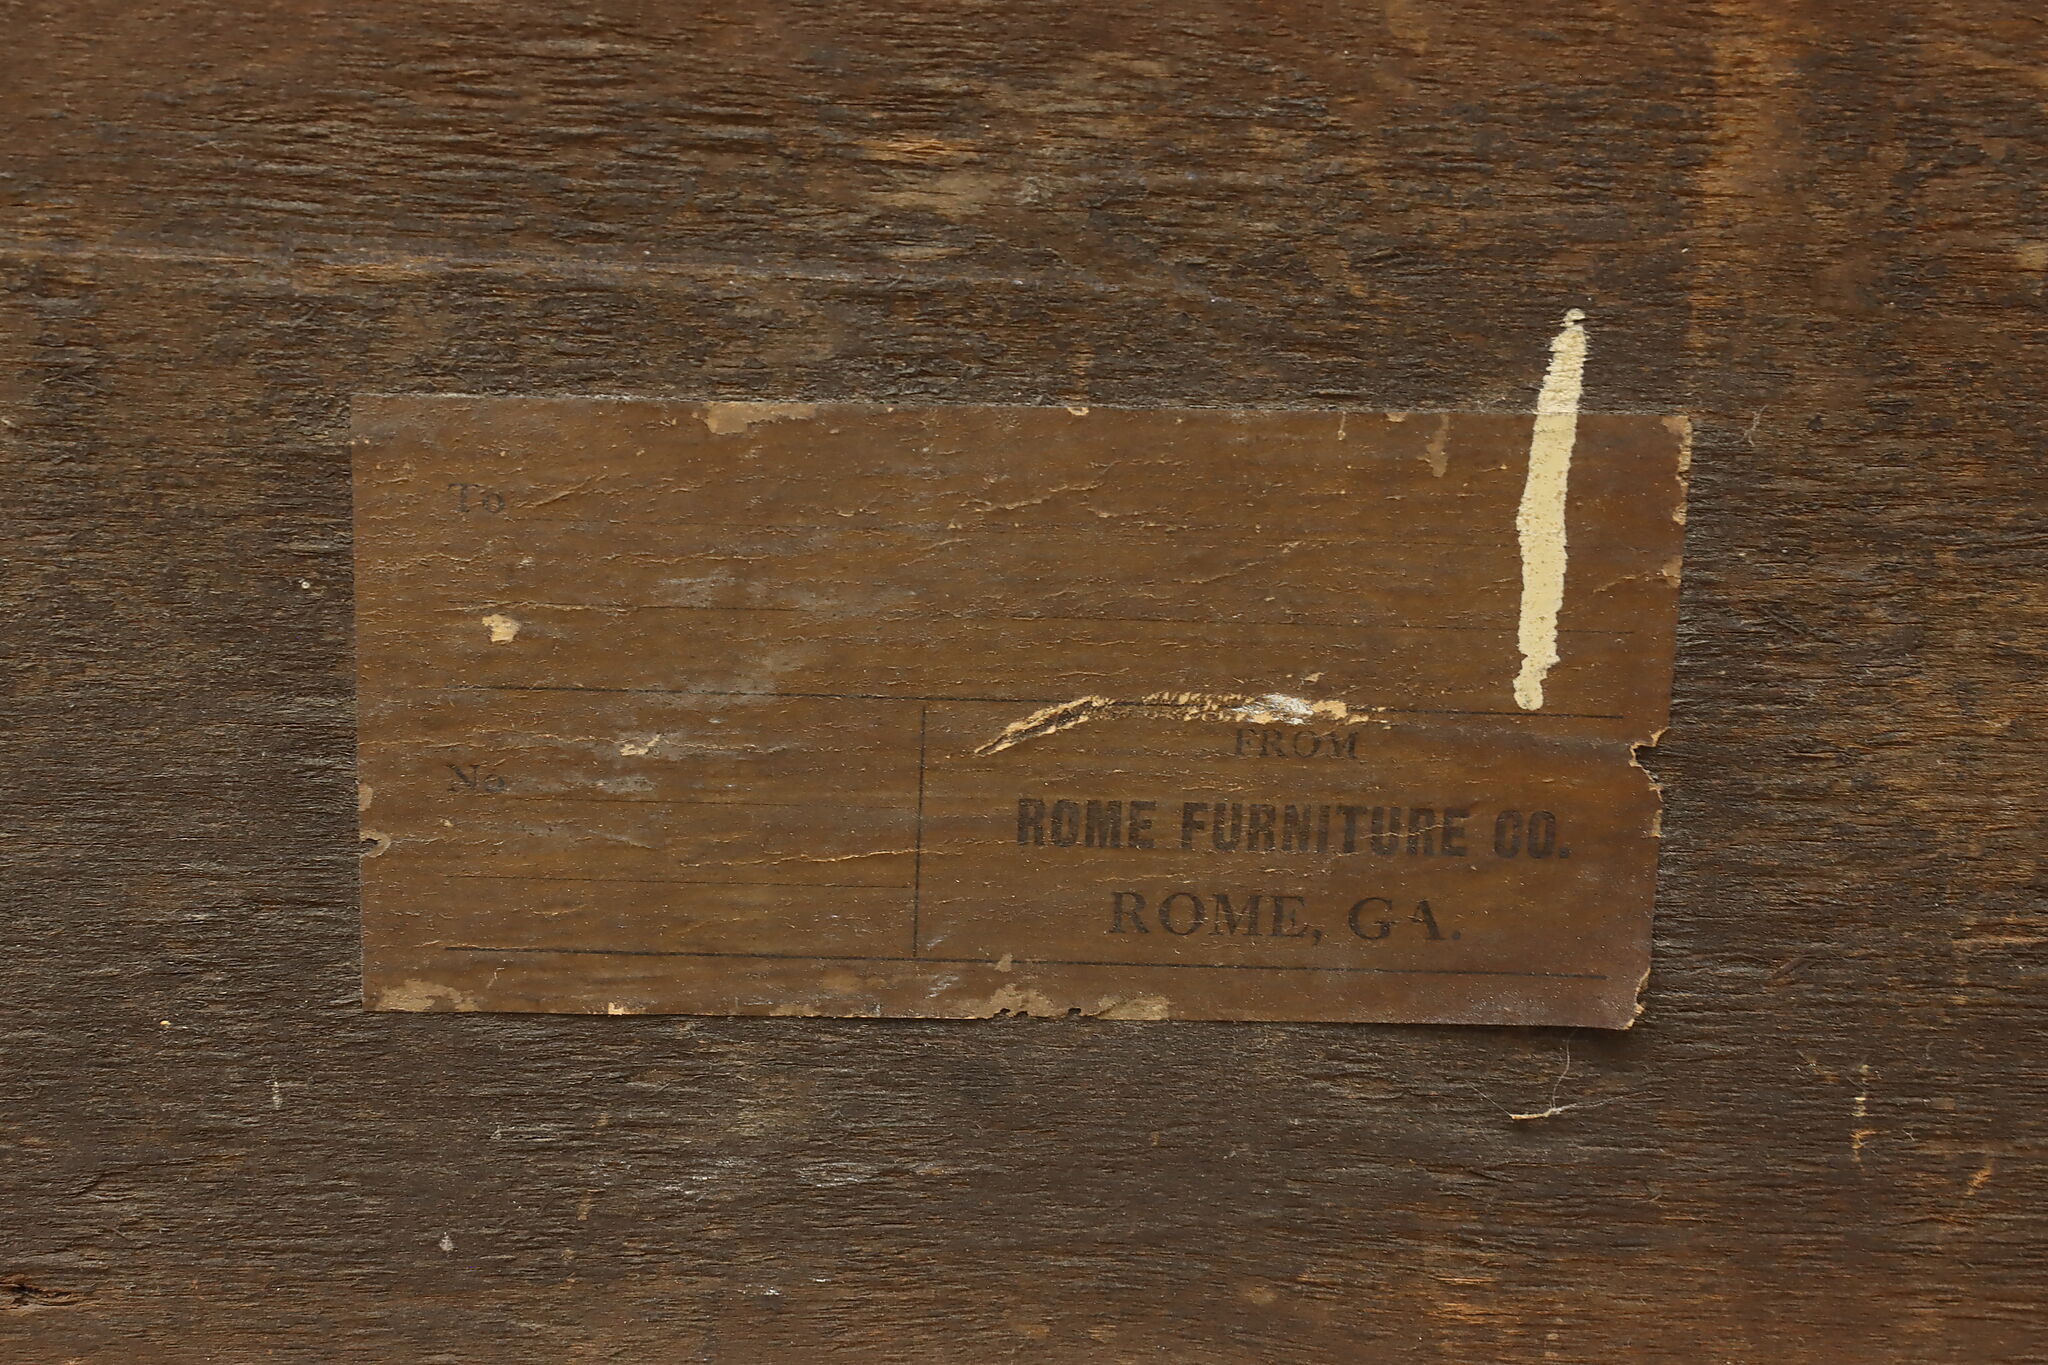 To
No.
FROM
ROME FURNITURE CO.
ROME, GA.